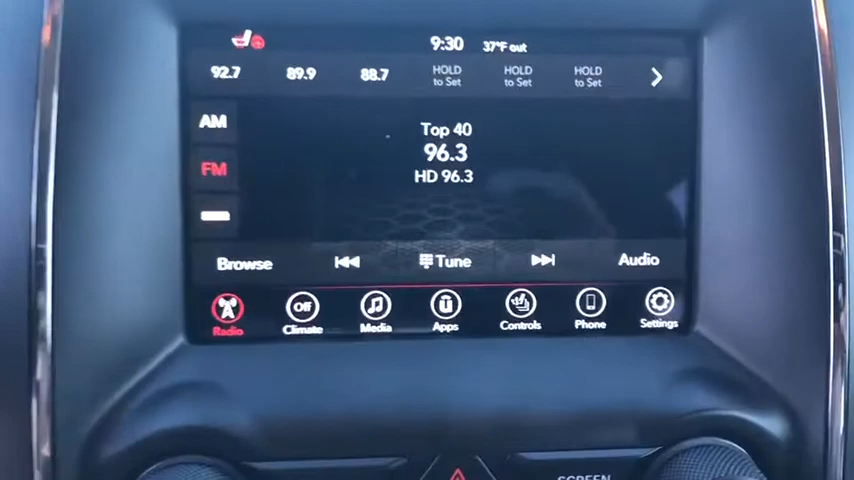 9:30 37°F out
92.7 89.9 88.7 HOLD to Set HOLD to Set HOLD to Set
AM
Top 40
96.3
FM
HD 96.3
Browse Tune Audio
Off
Radio Climate Media Apps Controls Phone Settings
SCREEN